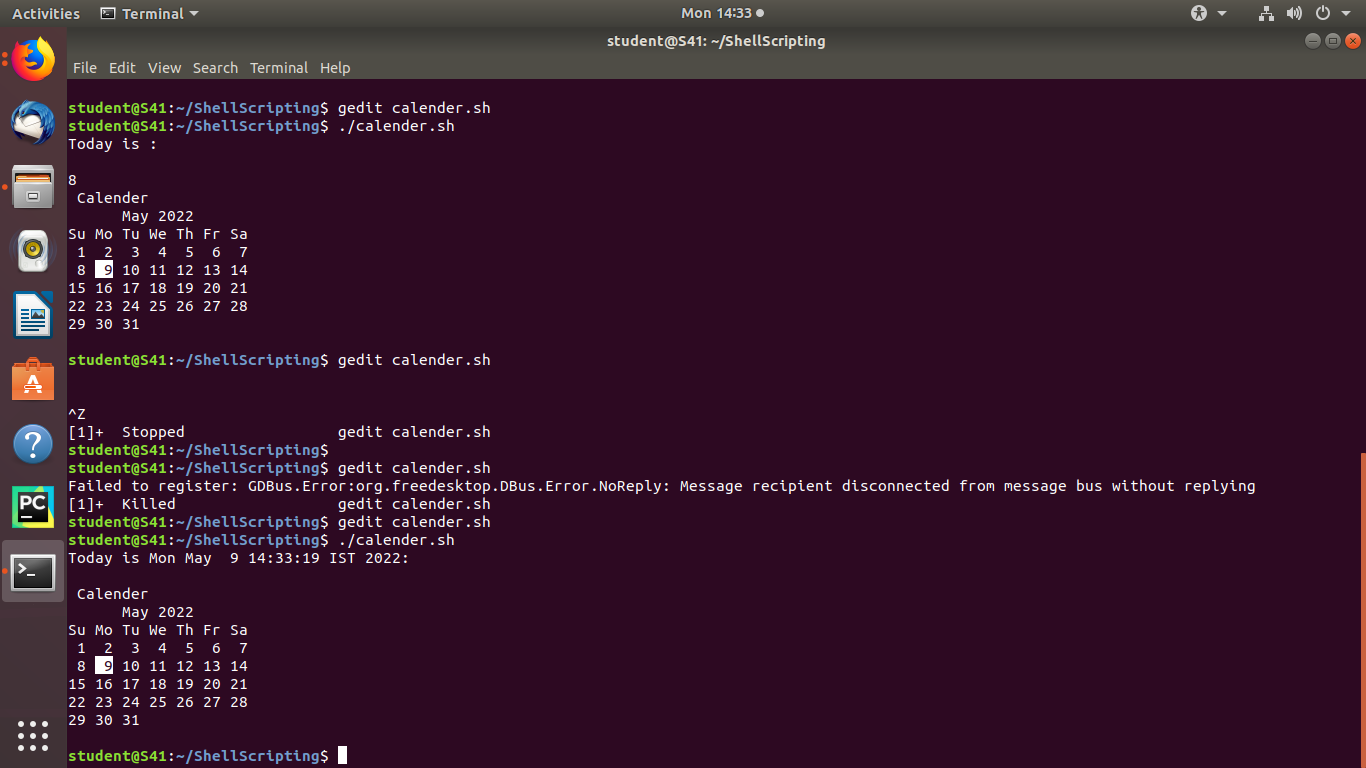 Activities Terminal Mon 14:33
student@S41: ~/ShellScripting
File Edit View Search Terminal Help
student@S41:~/ShellScripting$ gedit calender.sh
student@S41:~/ShellScripting$ ./calender.sh
Today is :
8
Calender
May 2022
Su Mo Tu We Th Fr Sa
1 2 3 4 5 6 7
8 9 10 11 12 13 14
15 16 17 18 19 20 21
22 23 24 25 26 27 28
29 30 31
student@S41:~/ShellScripting$ gedit calender.sh
^Z
[1]+ Stopped gedit calender.sh
student@S41:~/ShellScripting$
student@S41:~/ShellScripting$ gedit calender.sh
Failed to register: GDBus.Error:org.freedesktop.DBus.Error.NoReply: Message recipient disconnected from message bus without replying
[1]+ Killed gedit calender.sh
student@S41:~/ShellScripting$ gedit calender.sh
student@S41:~/ShellScripting$ ./calender.sh
Today is Mon May 9 14:33:19 IST 2022:
Calender
May 2022
Su Mo Tu We Th Fr Sa
1 2 3 4 5 6 7
8 9 10 11 12 13 14
15 16 17 18 19 20 21
22 23 24 25 26 27 28
29 30 31
student@S41:~/ShellScripting$
PC